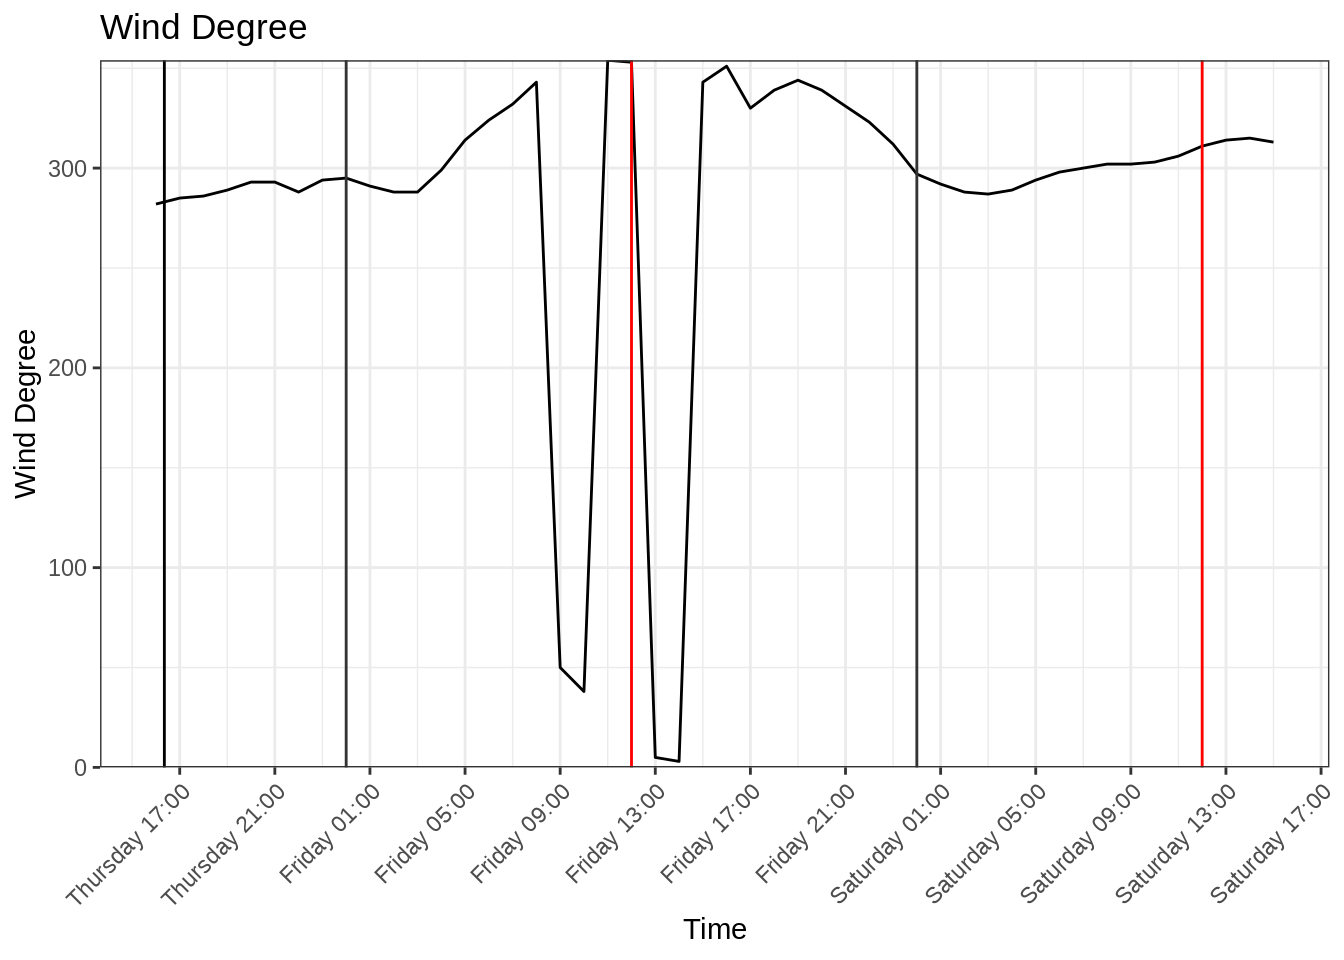 Wind Degree
Wind Degree
300
200
100
0
Thursday 17:00
Thursday 21:00
Friday 01:00
Friday 05:00
Friday 09:00
Friday 13:00
Friday 17:00
Friday 21:00
Saturday 01:00
Saturday 05:00
Saturday 09:00
Saturday 13:00
Saturday 17:00
Time